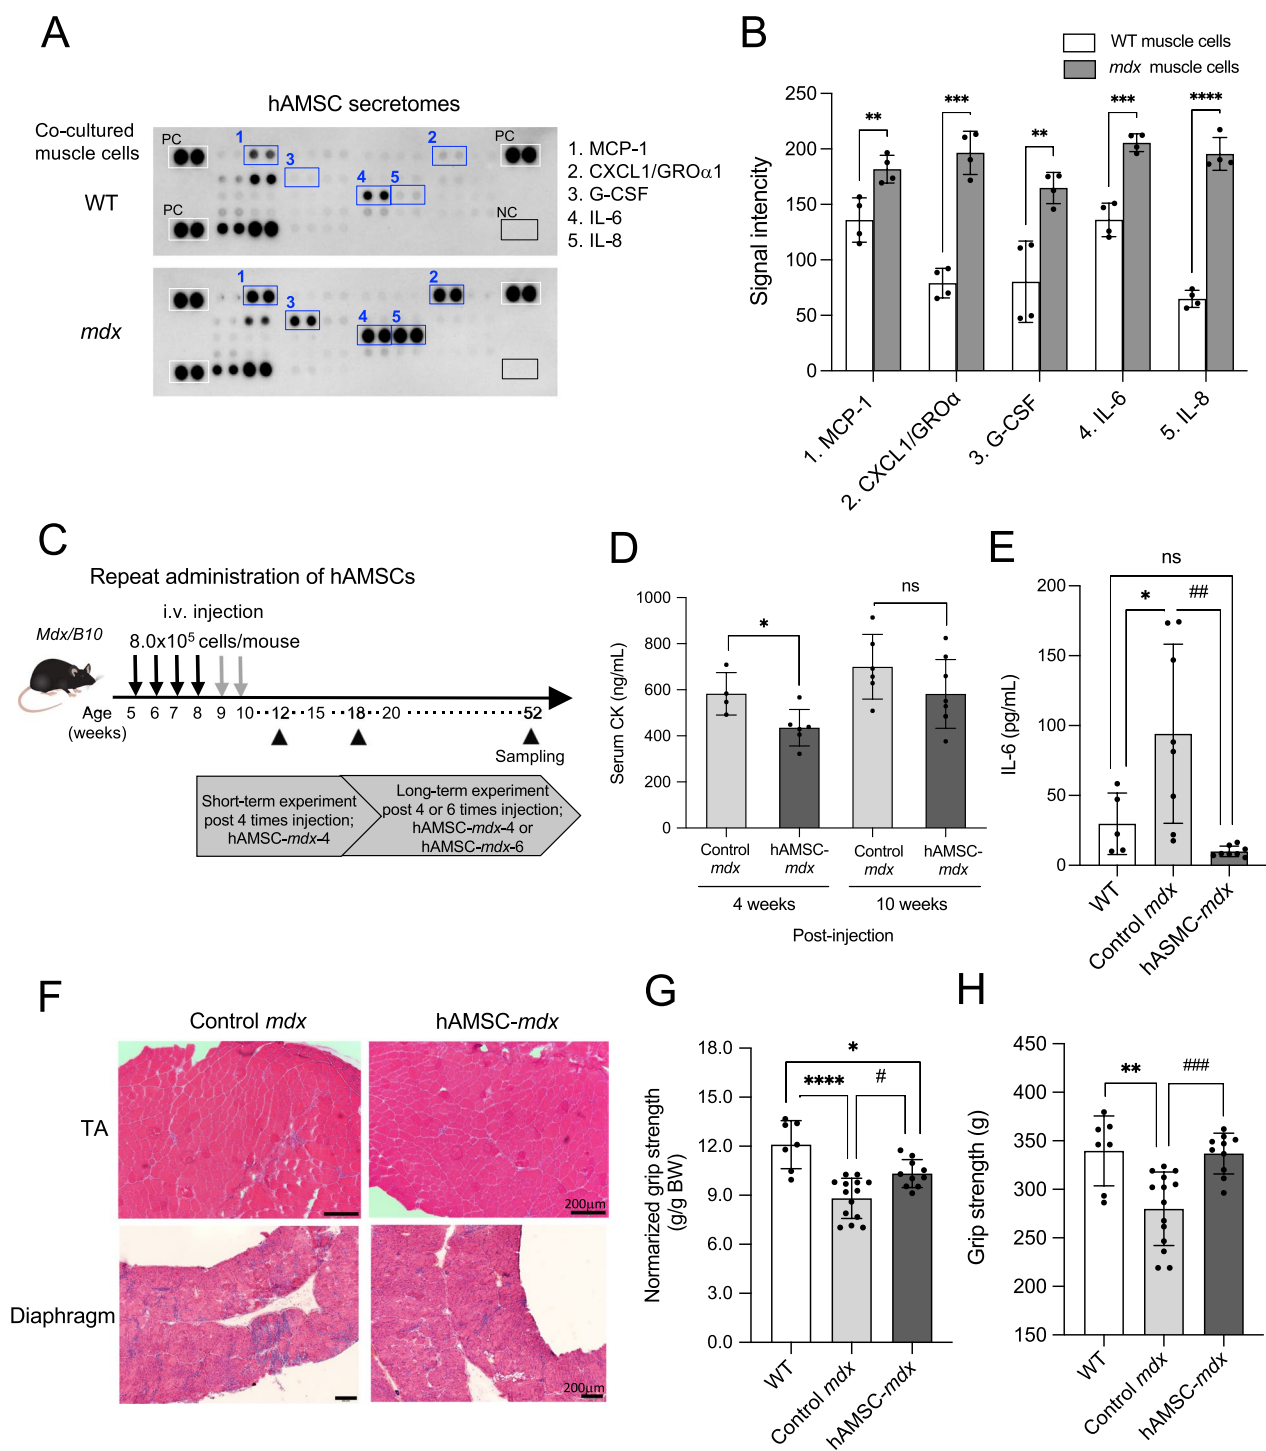 A
hAMSC secretomes
Co-cultured
muscle cells
WT
mdx
PC
1
2
PC
3
4
5
PC
NC
1
2
3
4
5
1. MCP-1
2. CXCL1/GROα1
3. G-CSF
4. IL-6
5. IL-8
B
WT muscle cells
mdx muscle cells
Signal intencity
250
200
150
100
50
0
**
***
**
***
****
1. MCP-1
2. CXCL1/GROα
3. G-CSF
4. IL-6
5. IL-8
C
Repeat administration of hAMSCs
i.v. injection
Mdx/B10
8.0x10⁵ cells/mouse
Age
(weeks)
5 6 7 8 9 10 12 15 18 20 52
Sampling
Short-term experiment
post 4 times injection;
hAMSC-mdx-4
Long-term experiment
post 4 or 6 times injection;
hAMSC-mdx-4 or
hAMSC-mdx-6
D
Serum CK (ng/mL)
1000
800
600
400
200
0
*
ns
Control
mdx
hAMSC-
mdx
Control
mdx
hAMSC-
mdx
4 weeks
10 weeks
Post-injection
E
IL-6 (pg/mL)
200
150
100
50
0
ns
*
##
WT
Control mdx
hASMC-mdx
F
Control mdx
hAMSC-mdx
TA
200μm
Diaphragm
200μm
G
Normarized grip strength
(g/g BW)
18.0
15.0
12.0
9.0
6.0
3.0
0.0
*
****
#
WT
Control mdx
hAMSC-mdx
H
Grip strength (g)
450
400
350
300
250
200
150
**
###
WT
Control mdx
hAMSC-mdx